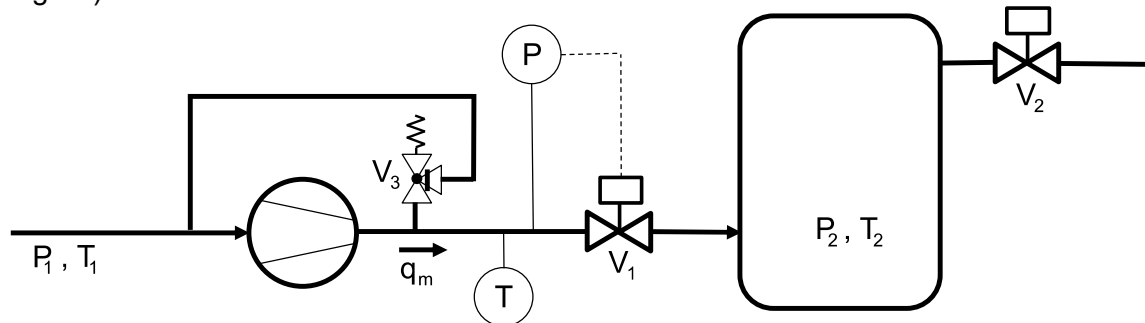 P
V₂
V₃
P₁ , T₁
qₘ
V₁
P₂ , T₂
T